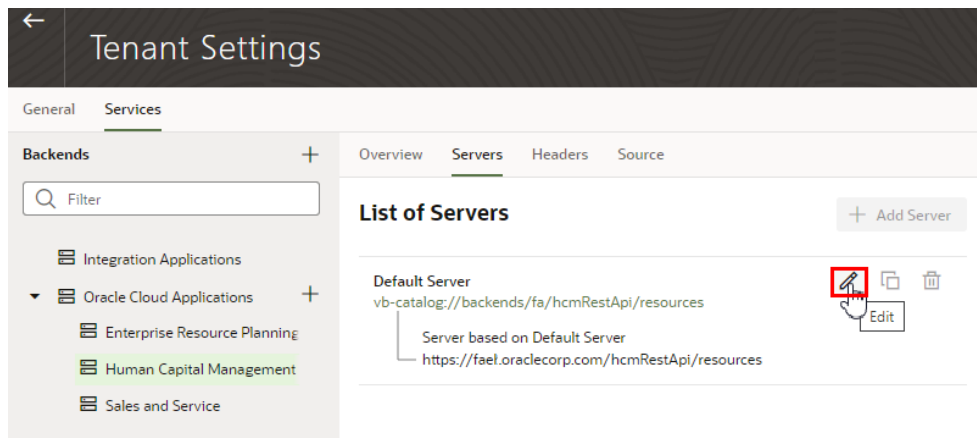 Tenant Settings
General Services
Backends
Filter
Integration Applications
Oracle Cloud Applications
Enterprise Resource Planning
Human Capital Management
Sales and Service
Overview Servers Headers Source
List of Servers
Add Server
Default Server
vb-catalog://backends/fa/hcmRestApi/resources
Edit
Server based on Default Server
https://faeł.oraclecorp.com/hcmRestApi/resources